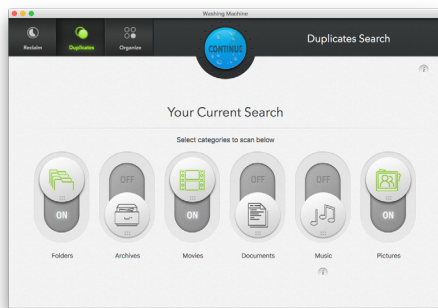 Washing Machine
Reclaim
Duplicates
Organize
CONTINUE
Duplicates Search
Your Current Search
Select categories to scan below
ON
OFF
ON
OFF
OFF
ON
Folders
Archives
Movies
Documents
Music
Pictures